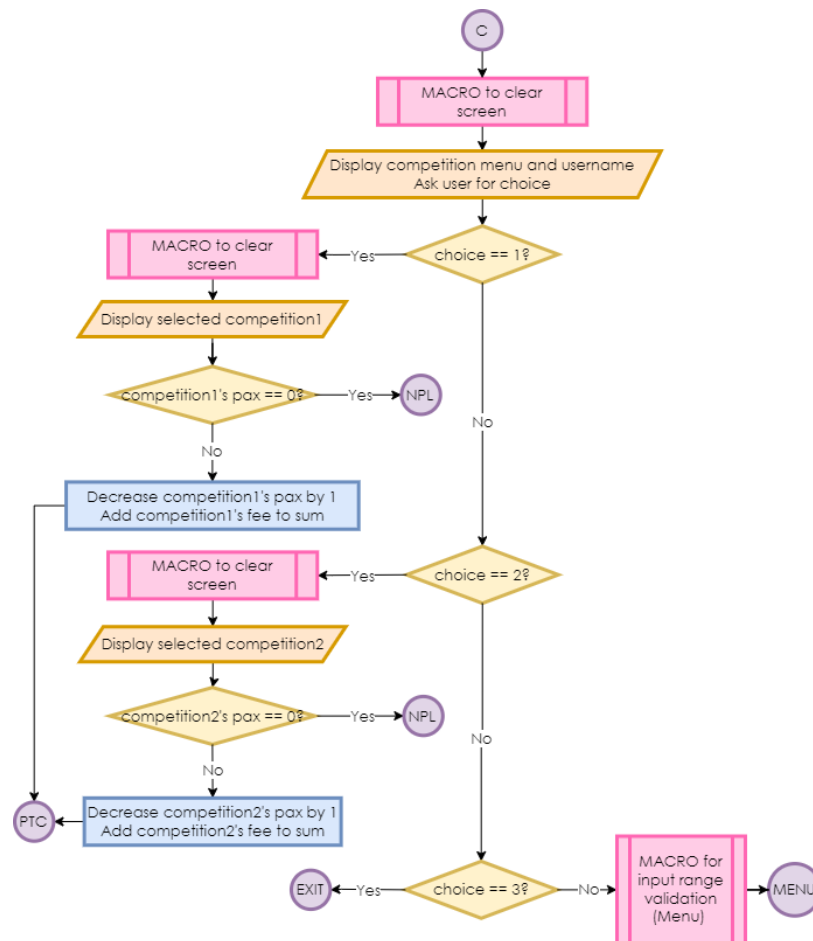 C
MACRO to clear
screen
Display competition menu and username
Ask user for choice
MACRO to clear
screen
Yes
choice == 1?
Display selected competition1
competition1's pax == 0?
Yes
NPL
No
No
Decrease competition1's pax by 1
Add competition1's fee to sum
MACRO to clear
screen
Yes
choice == 2?
Display selected competition2
competition2's pax == 0?
Yes
NPL
No
No
PTC
Decrease competition2's pax by 1
Add competition2's fee to sum
EXIT
Yes
choice == 3?
No
MACRO for
input range
validation
(Menu)
MENU